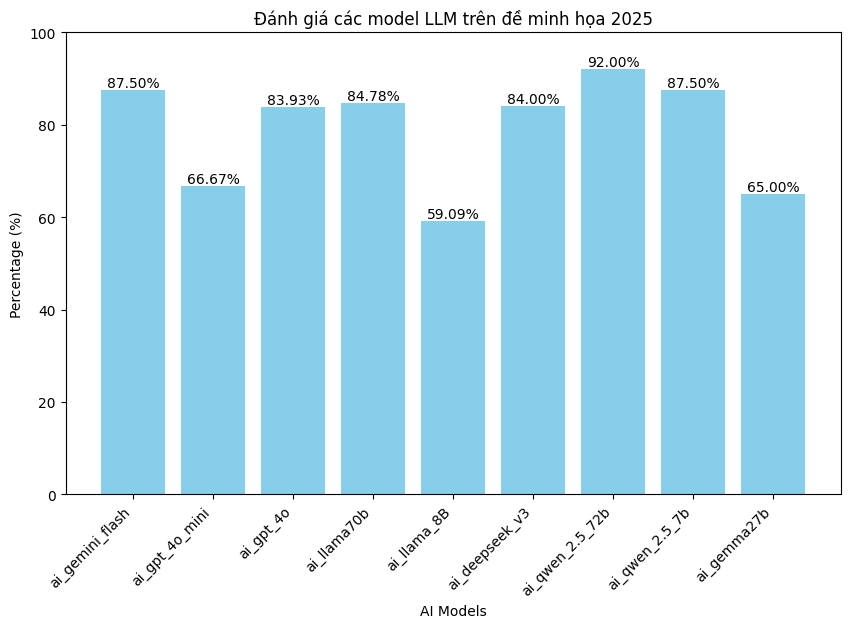 Đánh giá các model LLM trên đề minh họa 2025
Percentage (%)
100
80
60
40
20
0
87.50%
66.67%
83.93%
84.78%
59.09%
84.00%
92.00%
87.50%
65.00%
ai_gemini_flash
ai_gpt_4o_mini
ai_gpt_4o
ai_llama70b
ai_llama_8B
ai_deepseek_v3
ai_qwen_2.5_72b
ai_qwen_2.5_7b
ai_gemma27b
AI Models